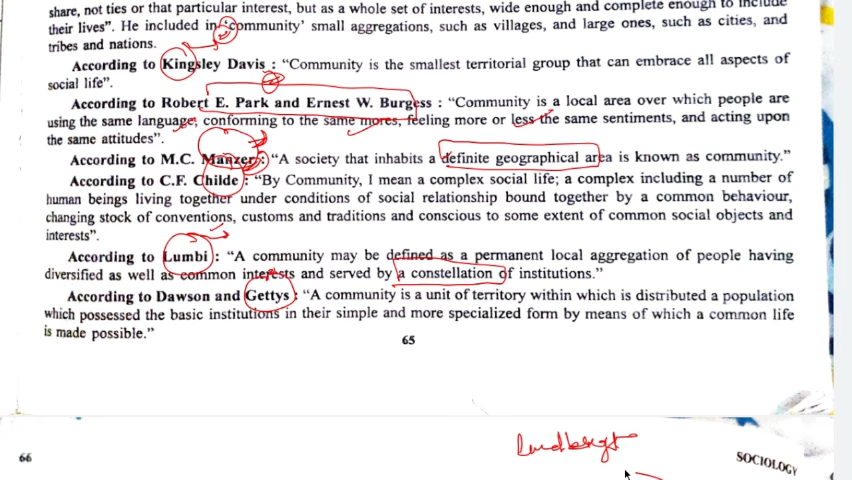 share, not ties or that particular interest, but as a whole set of interests, wide enough and complete enough to include
their lives”. He included in ‘community’ small aggregations, such as villages, and large ones, such as cities, and
tribes and nations.
According to Kingsley Davis : “Community is the smallest territorial group that can embrace all aspects of
social life”.
According to Robert E. Park and Ernest W. Burgess : “Community is a local area over which people are
using the same language, conforming to the same mores, feeling more or less the same sentiments, and acting upon
the same attitudes”.
According to M.C. Manzer : “A society that inhabits a definite geographical area is known as community.”
According to C.F. Childe : “By Community, I mean a complex social life; a complex including a number of
human beings living together under conditions of social relationship bound together by a common behaviour,
changing stock of conventions, customs and traditions and conscious to some extent of common social objects and
interests”.
According to Lumbi : “A community may be defined as a permanent local aggregation of people having
diversified as well as common interests and served by a constellation of institutions.”
According to Dawson and Gettys : “A community is a unit of territory within which is distributed a population
which possessed the basic institutions in their simple and more specialized form by means of which a common life
is made possible.”
65
66
SOCIOLOGY